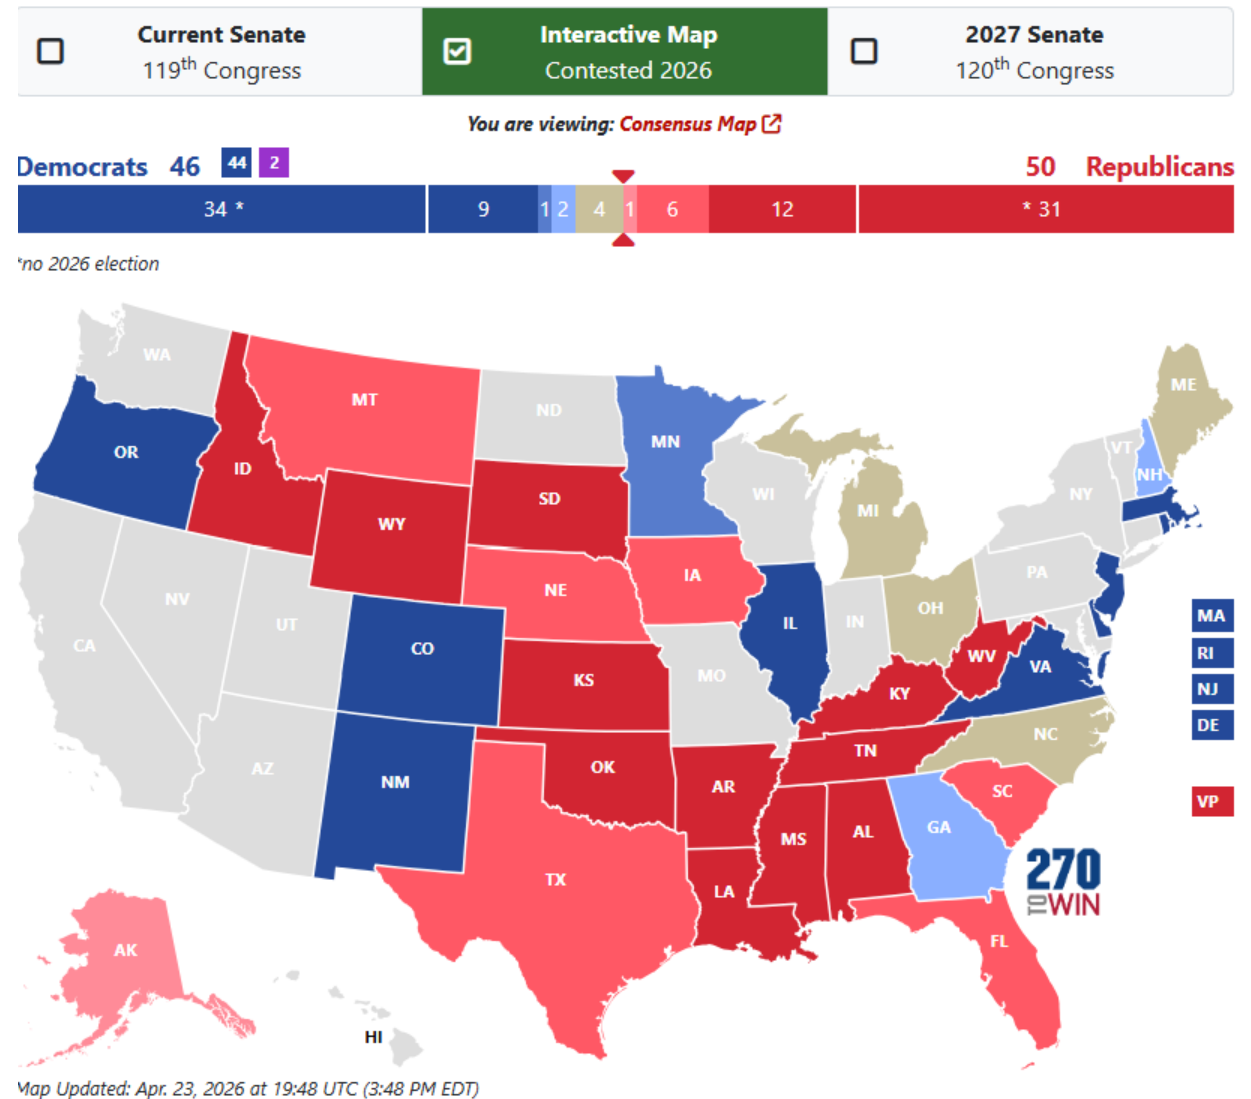 Current Senate
119th Congress
Interactive Map
Contested 2026
2027 Senate
120th Congress
You are viewing: Consensus Map
Democrats 46 44 2
50 Republicans
34 * 9 1 2 4 1 6 12 * 31
*no 2026 election
WA
ME
MT
ND
MN
VT
OR
ID
NH
SD
WI
NY
MI
WY
IA
PA
NE
NV
OH
MA
UT
IL
IN
CA
CO
WV
RI
VA
KS
MO
KY
NJ
DE
NC
TN
AZ
OK
NM
AR
SC
VP
MS
AL
GA
270
TO WIN
TX
LA
FL
AK
HI
Map Updated: Apr. 23, 2026 at 19:48 UTC (3:48 PM EDT)